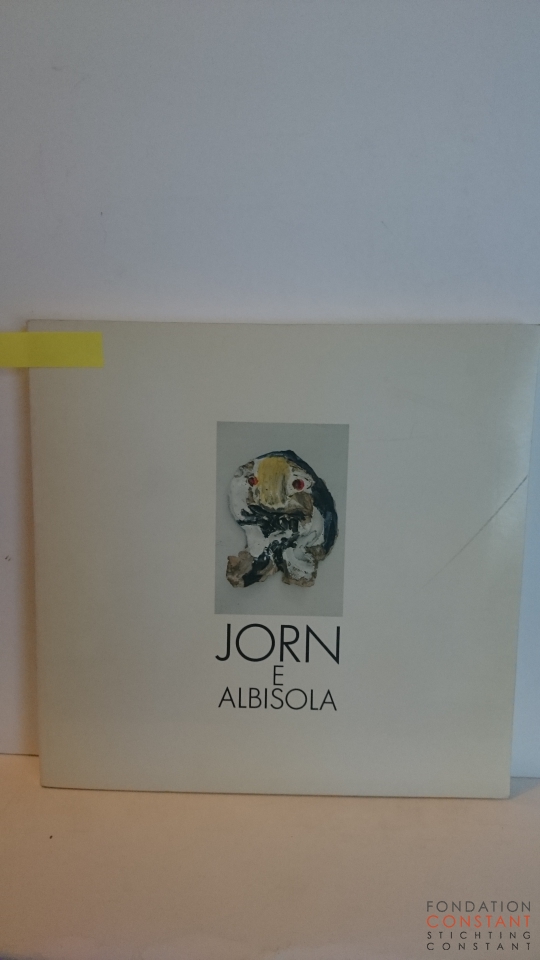 JORN
E
ALBISOLA
FONDATION
CONSTANT
STICHTING
CONSTANT